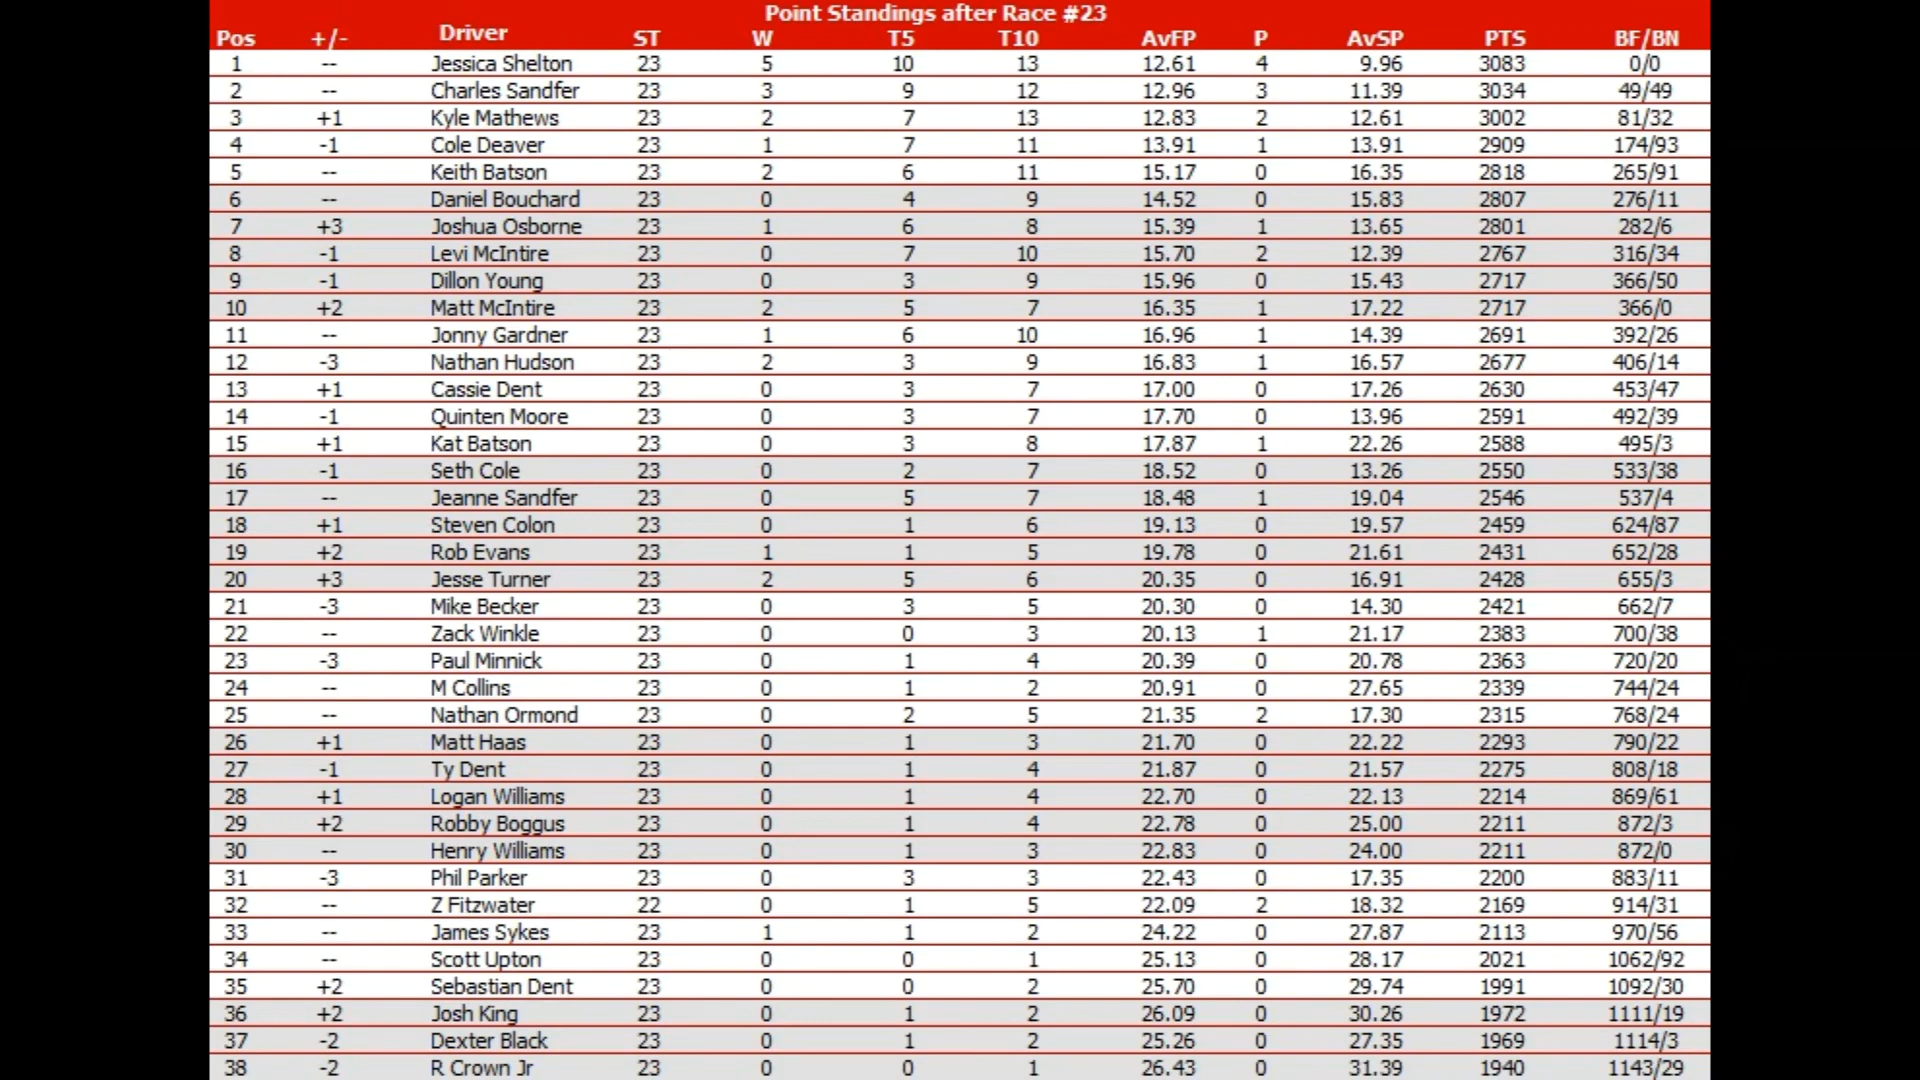 Point Standings after Race #23
Pos +/- Driver ST W T5 T10 AvFP P AvSP PTS BF/BN
1 -- Jessica Shelton 23 5 10 13 12.61 4 9.96 3083 0/0
2 -- Charles Sandfer 23 3 9 12 12.96 3 11.39 3034 49/49
3 +1 Kyle Mathews 23 2 7 13 12.83 2 12.61 3002 81/32
4 -1 Cole Deaver 23 1 7 11 13.91 1 13.91 2909 174/93
5 -- Keith Batson 23 2 6 11 15.17 0 16.35 2818 265/91
6 -- Daniel Bouchard 23 0 4 9 14.52 0 15.83 2807 276/11
7 +3 Joshua Osborne 23 1 6 8 15.39 1 13.65 2801 282/6
8 -1 Levi McIntire 23 0 7 10 15.70 2 12.39 2767 316/34
9 -1 Dillon Young 23 0 3 9 15.96 0 15.43 2717 366/50
10 +2 Matt McIntire 23 2 5 7 16.35 1 17.22 2717 366/0
11 -- Jonny Gardner 23 1 6 10 16.96 1 14.39 2691 392/26
12 -3 Nathan Hudson 23 2 3 9 16.83 1 16.57 2677 406/14
13 +1 Cassie Dent 23 0 3 7 17.00 0 17.26 2630 453/47
14 -1 Quinten Moore 23 0 3 7 17.70 0 13.96 2591 492/39
15 +1 Kat Batson 23 0 3 8 17.87 1 22.26 2588 495/3
16 -1 Seth Cole 23 0 2 7 18.52 0 13.26 2550 533/38
17 -- Jeanne Sandfer 23 0 5 7 18.48 1 19.04 2546 537/4
18 +1 Steven Colon 23 0 1 6 19.13 0 19.57 2459 624/87
19 +2 Rob Evans 23 1 1 5 19.78 0 21.61 2431 652/28
20 +3 Jesse Turner 23 2 5 6 20.35 0 16.91 2428 655/3
21 -3 Mike Becker 23 0 3 5 20.30 0 14.30 2421 662/7
22 -- Zack Winkle 23 0 0 3 20.13 1 21.17 2383 700/38
23 -3 Paul Minnick 23 0 1 4 20.39 0 20.78 2363 720/20
24 -- M Collins 23 0 1 2 20.91 0 27.65 2339 744/24
25 -- Nathan Ormond 23 0 2 5 21.35 2 17.30 2315 768/24
26 +1 Matt Haas 23 0 1 3 21.70 0 22.22 2293 790/22
27 -1 Ty Dent 23 0 1 4 21.87 0 21.57 2275 808/18
28 +1 Logan Williams 23 0 1 4 22.70 0 22.13 2214 869/61
29 +2 Robby Boggus 23 0 1 4 22.78 0 25.00 2211 872/3
30 -- Henry Williams 23 0 1 3 22.83 0 24.00 2211 872/0
31 -3 Phil Parker 23 0 3 3 22.43 0 17.35 2200 883/11
32 -- Z Fitzwater 22 0 1 5 22.09 2 18.32 2169 914/31
33 -- James Sykes 23 1 1 2 24.22 0 27.87 2113 970/56
34 -- Scott Upton 23 0 0 1 25.13 0 28.17 2021 1062/92
35 +2 Sebastian Dent 23 0 0 2 25.70 0 29.74 1991 1092/30
36 +2 Josh King 23 0 1 2 26.09 0 30.26 1972 1111/19
37 -2 Dexter Black 23 0 1 2 25.26 0 27.35 1969 1114/3
38 -2 R Crown Jr 23 0 0 1 26.43 0 31.39 1940 1143/29